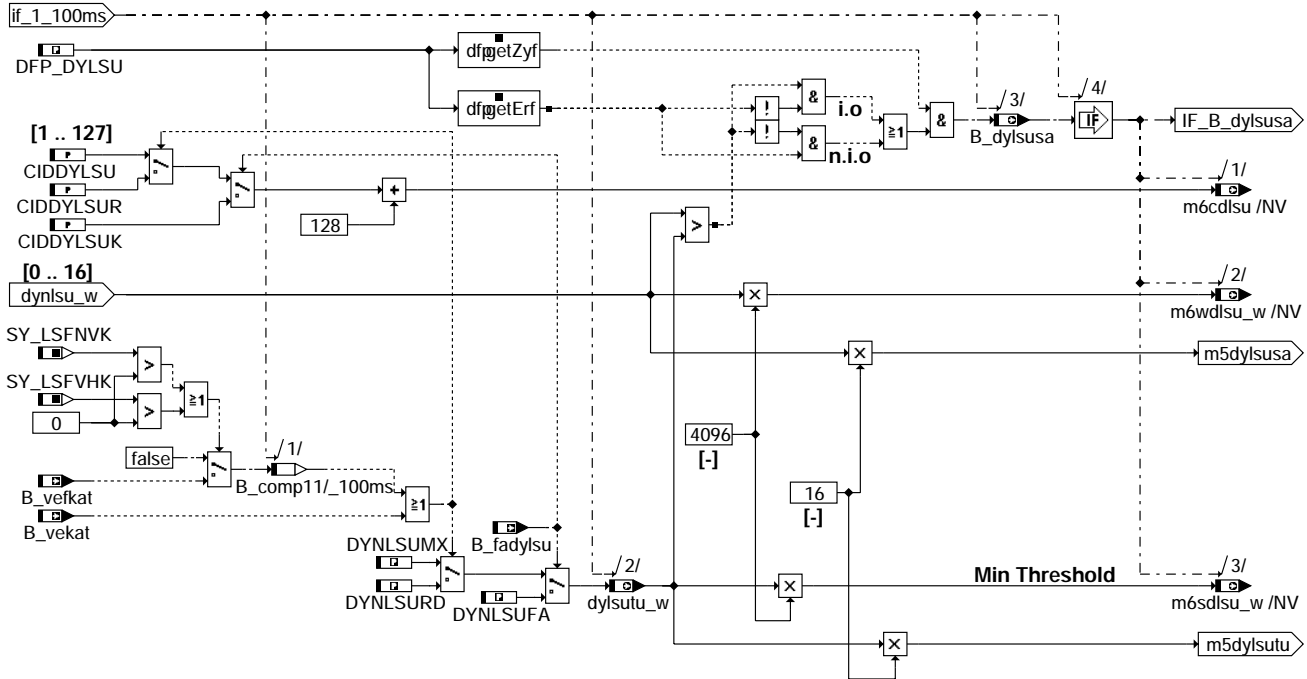 if_1_100ms
DFP_DYLSU
dfpgetZyf
dfpgetErf
!
!
&
i.o
&
n.i.o
≥1
&
/3/
B_dylsusa
/4/
IF
IF_B_dylsusa
[1 .. 127]
P
CIDDYLSU
P
CIDDYLSUR
P
CIDDYLSUK
128
+
>
/1/
m6cdlsu /NV
[0 .. 16]
dynlsu_w
×
/2/
m6wdlsu_w /NV
×
m5dylsusa
SY_LSFNVK
>
SY_LSFVHK
>
≥1
0
4096
[-]
false
/1/
B_comp11/_100ms
B_vefkat
B_vekat
≥1
16
[-]
DYNLSUMX
B_fadylsu
DYNLSURD
DYNLSUFA
/2/
dylsutu_w
×
Min Threshold
/3/
m6sdlsu_w /NV
×
m5dylsutu